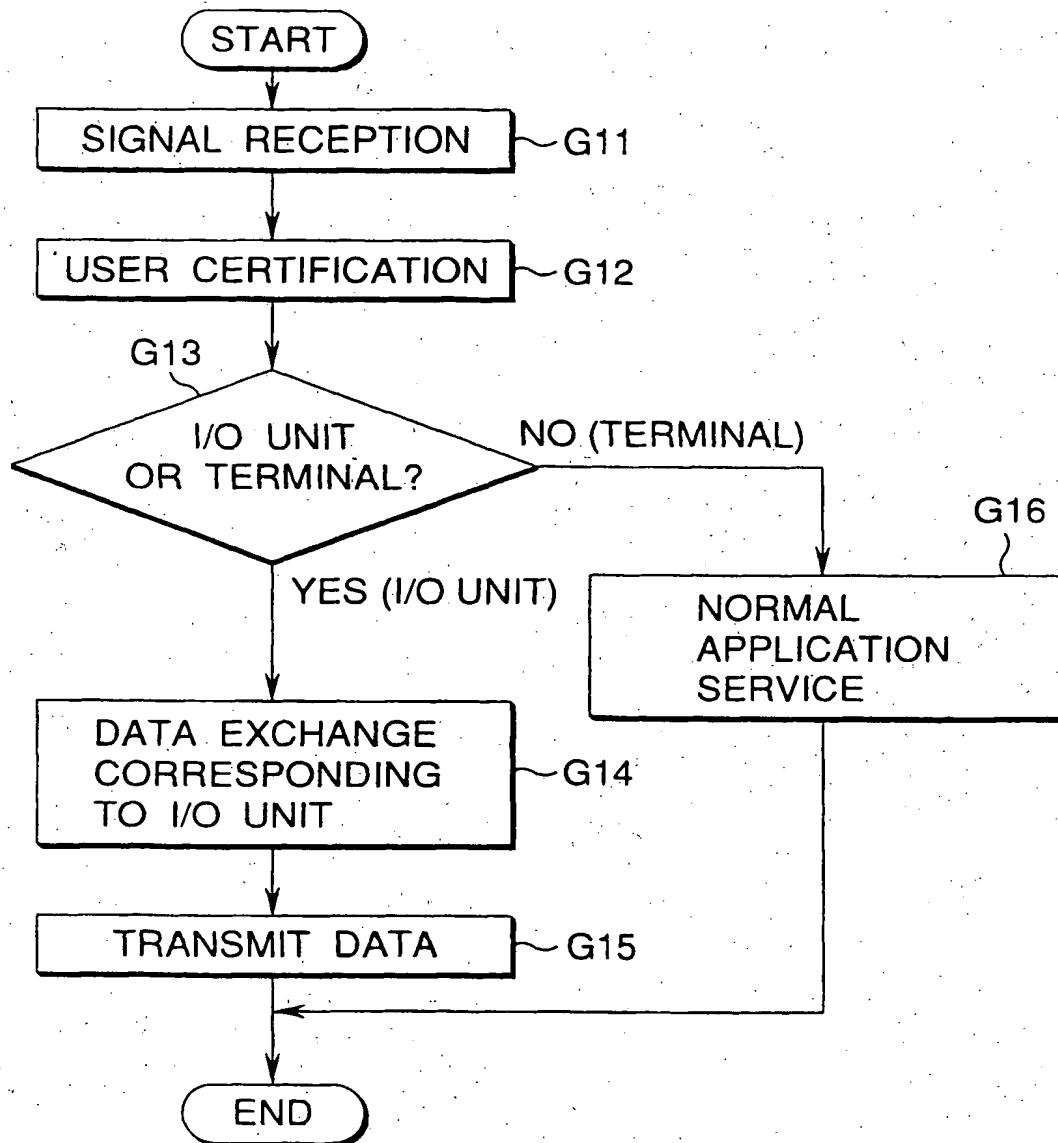 START
SIGNAL RECEPTION
G11
USER CERTIFICATION
G12
G13
I/O UNIT
OR TERMINAL?
NO (TERMINAL)
YES (I/O UNIT)
G16
NORMAL
APPLICATION
SERVICE
DATA EXCHANGE
CORRESPONDING
TO I/O UNIT
G14
TRANSMIT DATA
G15
END